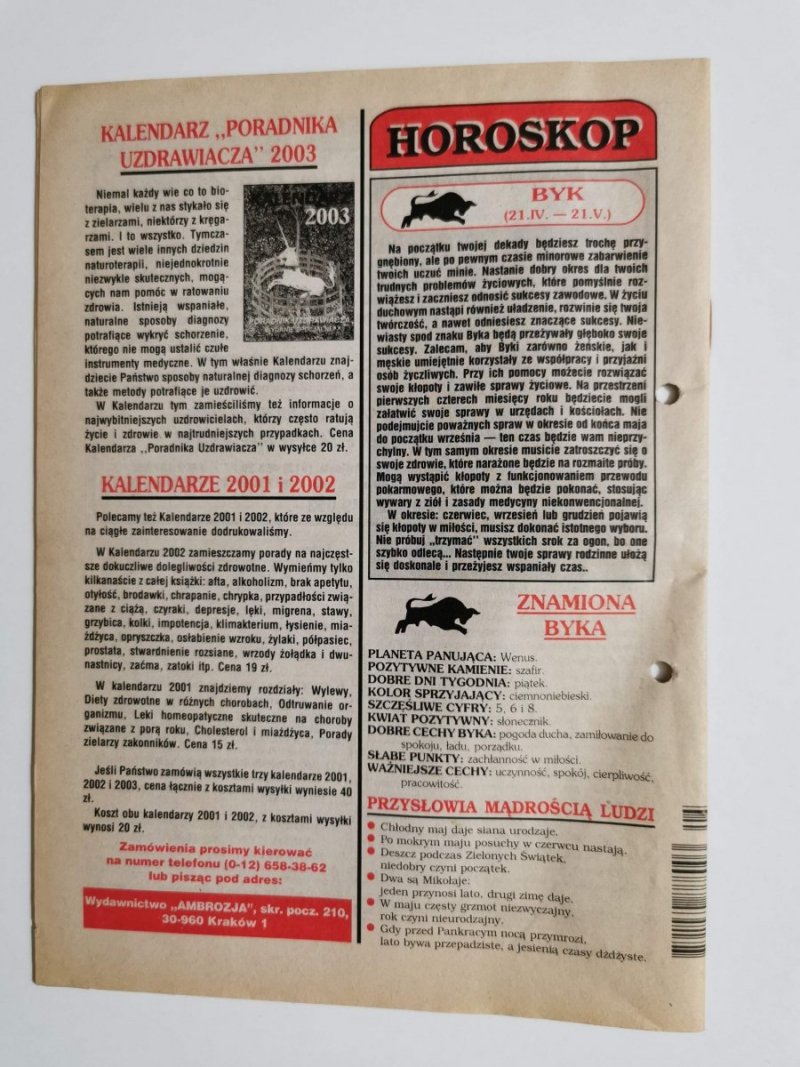 KALENDARZ „PORADNIKA
UZDRAWIACZA” 2003
Niemal każdy wie co to bio-
terapia, wielu z nas stykało się
z zielarzami, niektórzy z kręga-
rzami. I to wszystko. Tymcza-
sem jest wiele innych dziedzin
naturoterapii, niejednokrotnie
niezwykle skutecznych, mogą-
cych nam pomóc w ratowaniu
zdrowia. Istnieją wspaniałe,
naturalne sposoby diagnozy
potrafiące wykryć schorzenie,
którego nie mogą ustalić czułe
instrumenty medyczne. W tym właśnie Kalendarzu znaj-
dziecie Państwo sposoby naturalnej diagnozy schorzeń, a
także metody potrafiące je uzdrowić.
W Kalendarzu tym zamieściliśmy też informacje o
najwybitniejszych uzdrowicielach, którzy często ratują
życie i zdrowie w najtrudniejszych przypadkach. Cena
Kalendarza „Poradnika Uzdrawiacza” w wysyłce 20 zł.
KALENDARZ
2003
PORADNIK UZDRAWIACZA
WYDANIE SPECJALNE
KALENDARZE 2001 i 2002
Polecamy też Kalendarze 2001 i 2002, które ze względu
na ciągłe zainteresowanie dodrukowaliśmy.
W Kalendarzu 2002 zamieszczamy porady na najczęst-
sze dokuczliwe dolegliwości zdrowotne. Wymieńmy tylko
kilkanaście z całej książki: afta, alkoholizm, brak apetytu,
otyłość, brodawki, chrapanie, chrypka, przypadłości zwią-
zane z ciążą, czyraki, depresje, lęki, migrena, stawy,
grzybica, kolki, impotencja, klimakterium, łysienie, mia-
żdżyca, opryszczka, osłabienie wzroku, żylaki, półpasiec,
prostata, stwardnienie rozsiane, wrzody żołądka i dwu-
nastnicy, zaćma, zatoki itp. Cena 19 zł.
W kalendarzu 2001 znajdziemy rozdziały: Wylewy,
Diety zdrowotne w różnych chorobach, Odtruwanie or-
ganizmu, Leki homeopatyczne skuteczne na choroby
związane z porą roku, Cholesterol i miażdżyca, Porady
zielarzy zakonników. Cena 15 zł.
Jeśli Państwo zamówią wszystkie trzy kalendarze 2001,
2002 i 2003, cena łącznie z kosztami wysyłki wyniesie 40
zł.
Koszt obu kalendarzy 2001 i 2002, z kosztami wysyłki
wynosi 20 zł.
Zamówienia prosimy kierować
na numer telefonu (0-12) 658-38-62
lub pisząc pod adres:
Wydawnictwo „AMBROZJA”, skr. pocz. 210,
30-960 Kraków 1
HOROSKOP
BYK
(21.IV. — 21.V.)
Na początku twojej dekady będziesz trochę przy-
gnębiony, ale po pewnym czasie minorowe zabarwienie
twoich uczuć minie. Nastanie dobry okres dla twoich
trudnych problemów życiowych, które pomyślnie roz-
wiążesz i zaczniesz odnosić sukcesy zawodowe. W życiu
duchowym nastąpi również uładzenie, rozwinie się twoja
twórczość, a nawet odniesiesz znaczące sukcesy. Nie-
wiasty spod znaku Byka będą przeżywały głęboko swoje
sukcesy. Zalecam, aby Byki zarówno żeńskie, jak i
męskie umiejętnie korzystały ze współpracy i przyjaźni
osób życzliwych. Przy ich pomocy możecie rozwiązać
swoje kłopoty i zawiłe sprawy życiowe. Na przestrzeni
pierwszych czterech miesięcy roku będziecie mogli
załatwić swoje sprawy w urzędach i kościołach. Nie
podejmujcie poważnych spraw w okresie od końca maja
do początku września — ten czas będzie wam nieprzy-
chylny. W tym samym okresie musicie zatroszczyć się o
swoje zdrowie, które narażone będzie na rozmaite próby.
Mogą wystąpić kłopoty z funkcjonowaniem przewodu
pokarmowego, które można będzie pokonać, stosując
wywary z ziół i zasady medycyny niekonwencjonalnej.
W okresie: czerwiec, wrzesień lub grudzień pojawią
się kłopoty w miłości, musisz dokonać istotnego wyboru.
Nie próbuj „trzymać” wszystkich srok za ogon, bo one
szybko odlecą... Następnie twoje sprawy rodzinne ułożą
się doskonale i przeżyjesz wspaniały czas..
ZNAMIONA
BYKA
PLANETA PANUJĄCA: Wenus.
POZYTYWNE KAMIENIE: szafir.
DOBRE DNI TYGODNIA: piątek.
KOLOR SPRZYJAJĄCY: ciemnoniebieski.
SZCZĘŚLIWE CYFRY: 5, 6 i 8.
KWIAT POZYTYWNY: słonecznik.
DOBRE CECHY BYKA: pogoda ducha, zamiłowanie do
spokoju, ładu, porządku.
SŁABE PUNKTY: zachłanność w miłości.
WAŻNIEJSZE CECHY: uczynność, spokój, cierpliwość,
pracowitość.
PRZYSŁOWIA MĄDROŚCIĄ LUDZI
• Chłodny maj daje siana urodzaje.
• Po mokrym maju posuchy w czerwcu nastają.
• Deszcz podczas Zielonych Świątek,
niedobry czyni początek.
• Dwa są Mikołaje:
jeden przynosi lato, drugi zimę daje.
• W maju częsty grzmot niezwyczajny,
rok czyni nieurodzajny.
• Gdy przed Pankracym nocą przymrozi,
lato bywa przepadziste, a jesienią czasy dżdżyste.